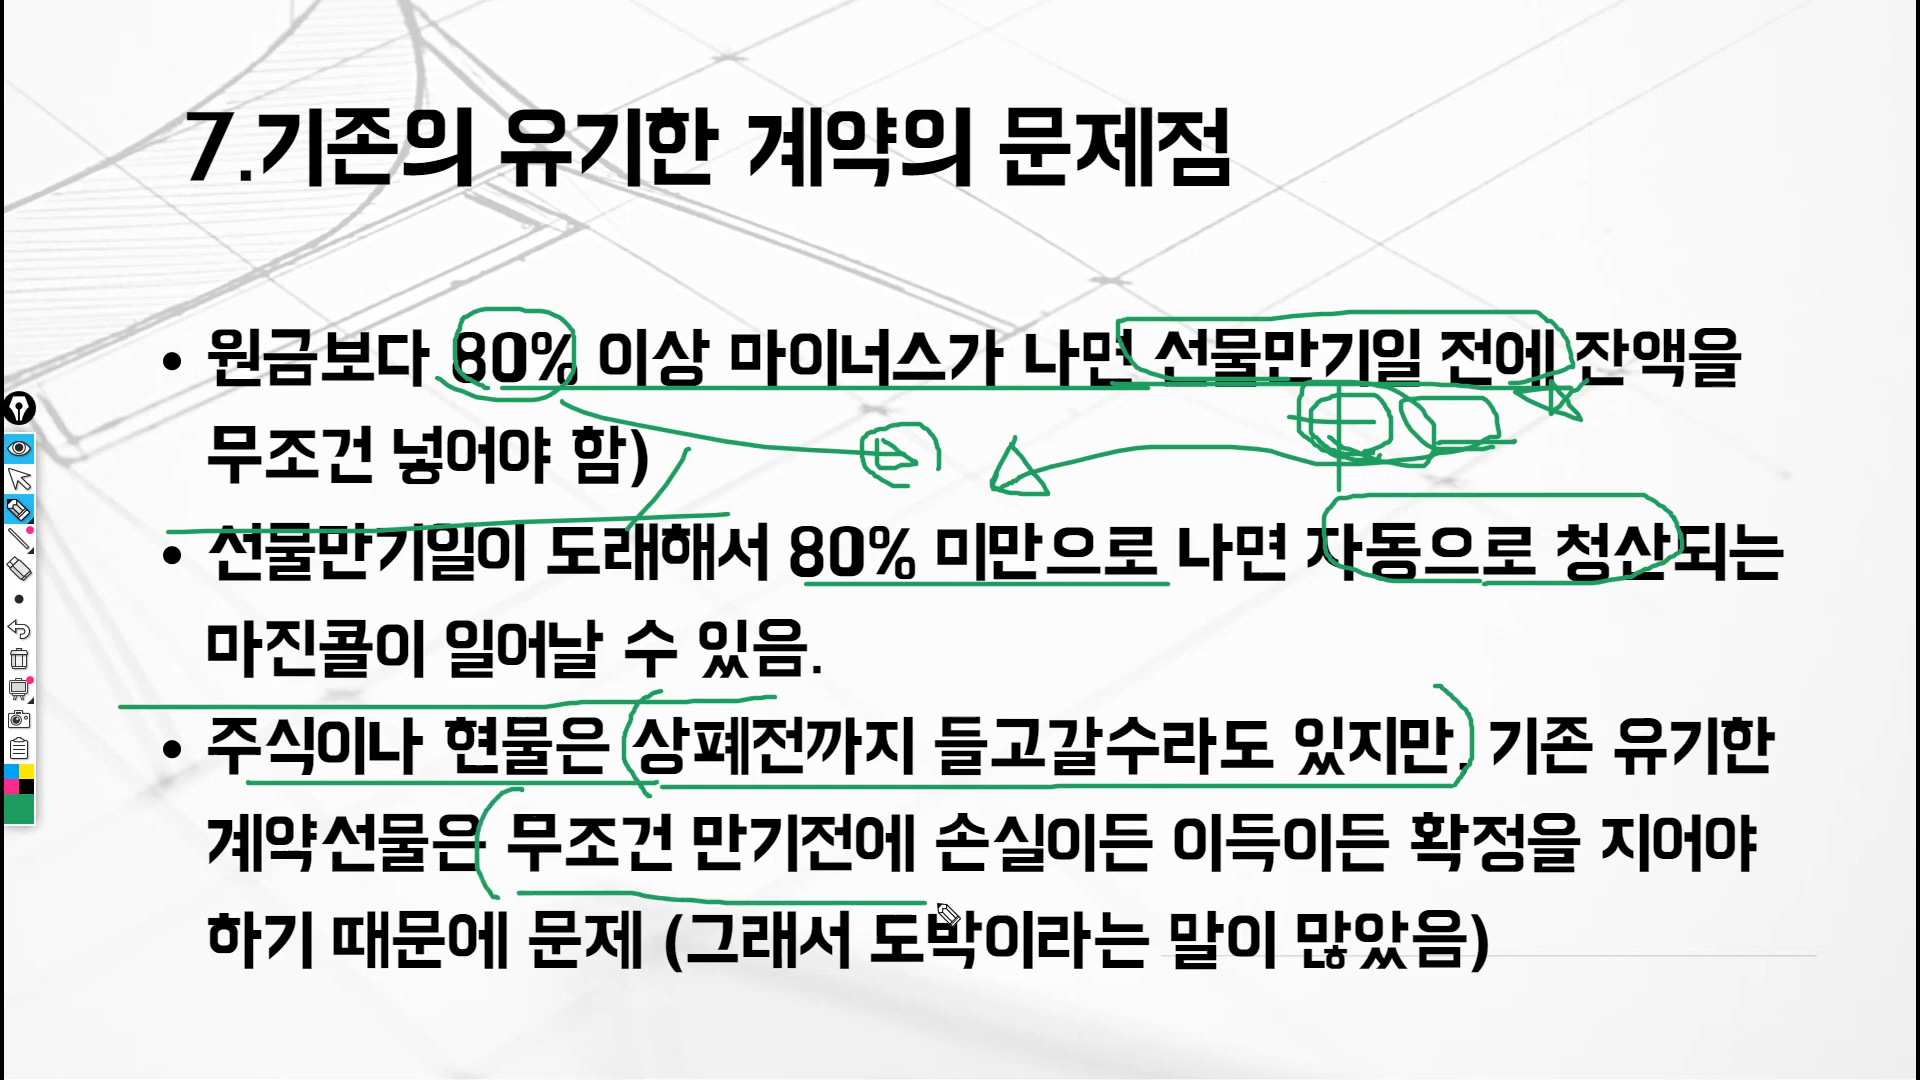 7.기존의 유기한 계약의 문제점
• 원금보다 80% 이상 마이너스가 나면 선물만기일 전에 잔액을
무조건 넣어야 함)
• 선물만기일이 도래해서 80% 미만으로 나면 자동으로 청산되는
마진콜이 일어날 수 있음.
• 주식이나 현물은 상폐전까지 들고갈수라도 있지만, 기존 유기한
계약선물은 무조건 만기전에 손실이든 이득이든 확정을 지어야
하기 때문에 문제 (그래서 도박이라는 말이 많았음)